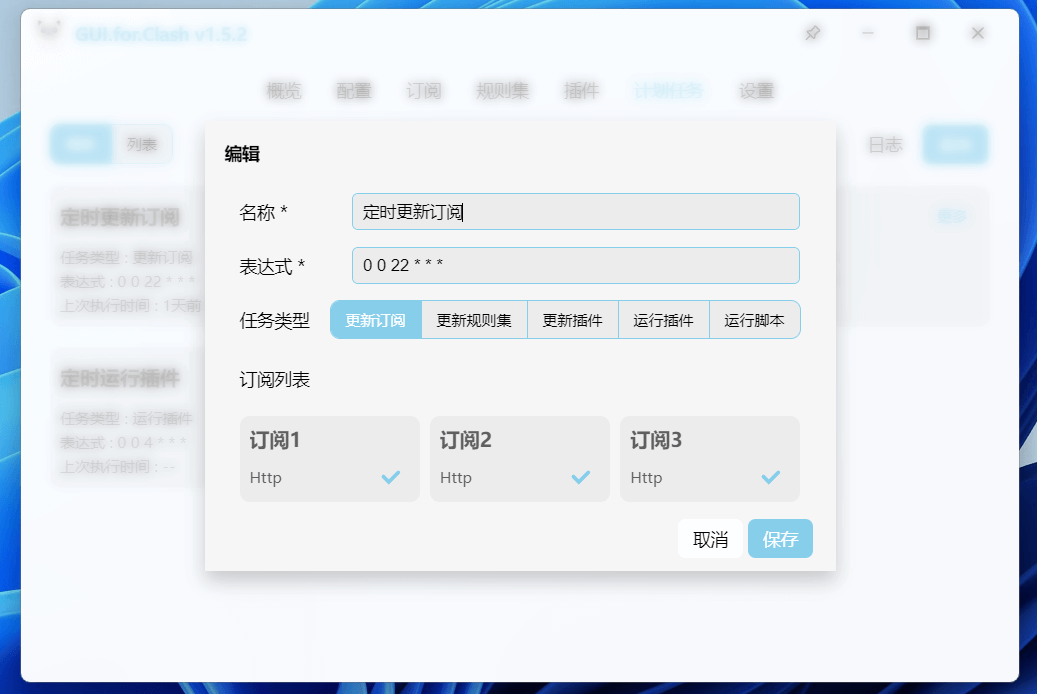 GUI.for.Clash v1.5.2
概览 配置 订阅 规则集 插件 计划任务 设置
列表 日志
编辑
名称 * 定时更新订阅
表达式 * 0 0 22 * * *
任务类型 更新订阅 更新规则集 更新插件 运行插件 运行脚本
订阅列表
订阅1 订阅2 订阅3
Http Http Http
取消 保存
定时更新订阅 更多
任务类型 : 更新订阅
表达式 : 0 0 22 * * *
上次执行时间 : 1天前
定时运行插件
任务类型 : 运行插件
表达式 : 0 0 4 * * *
上次执行时间 : --